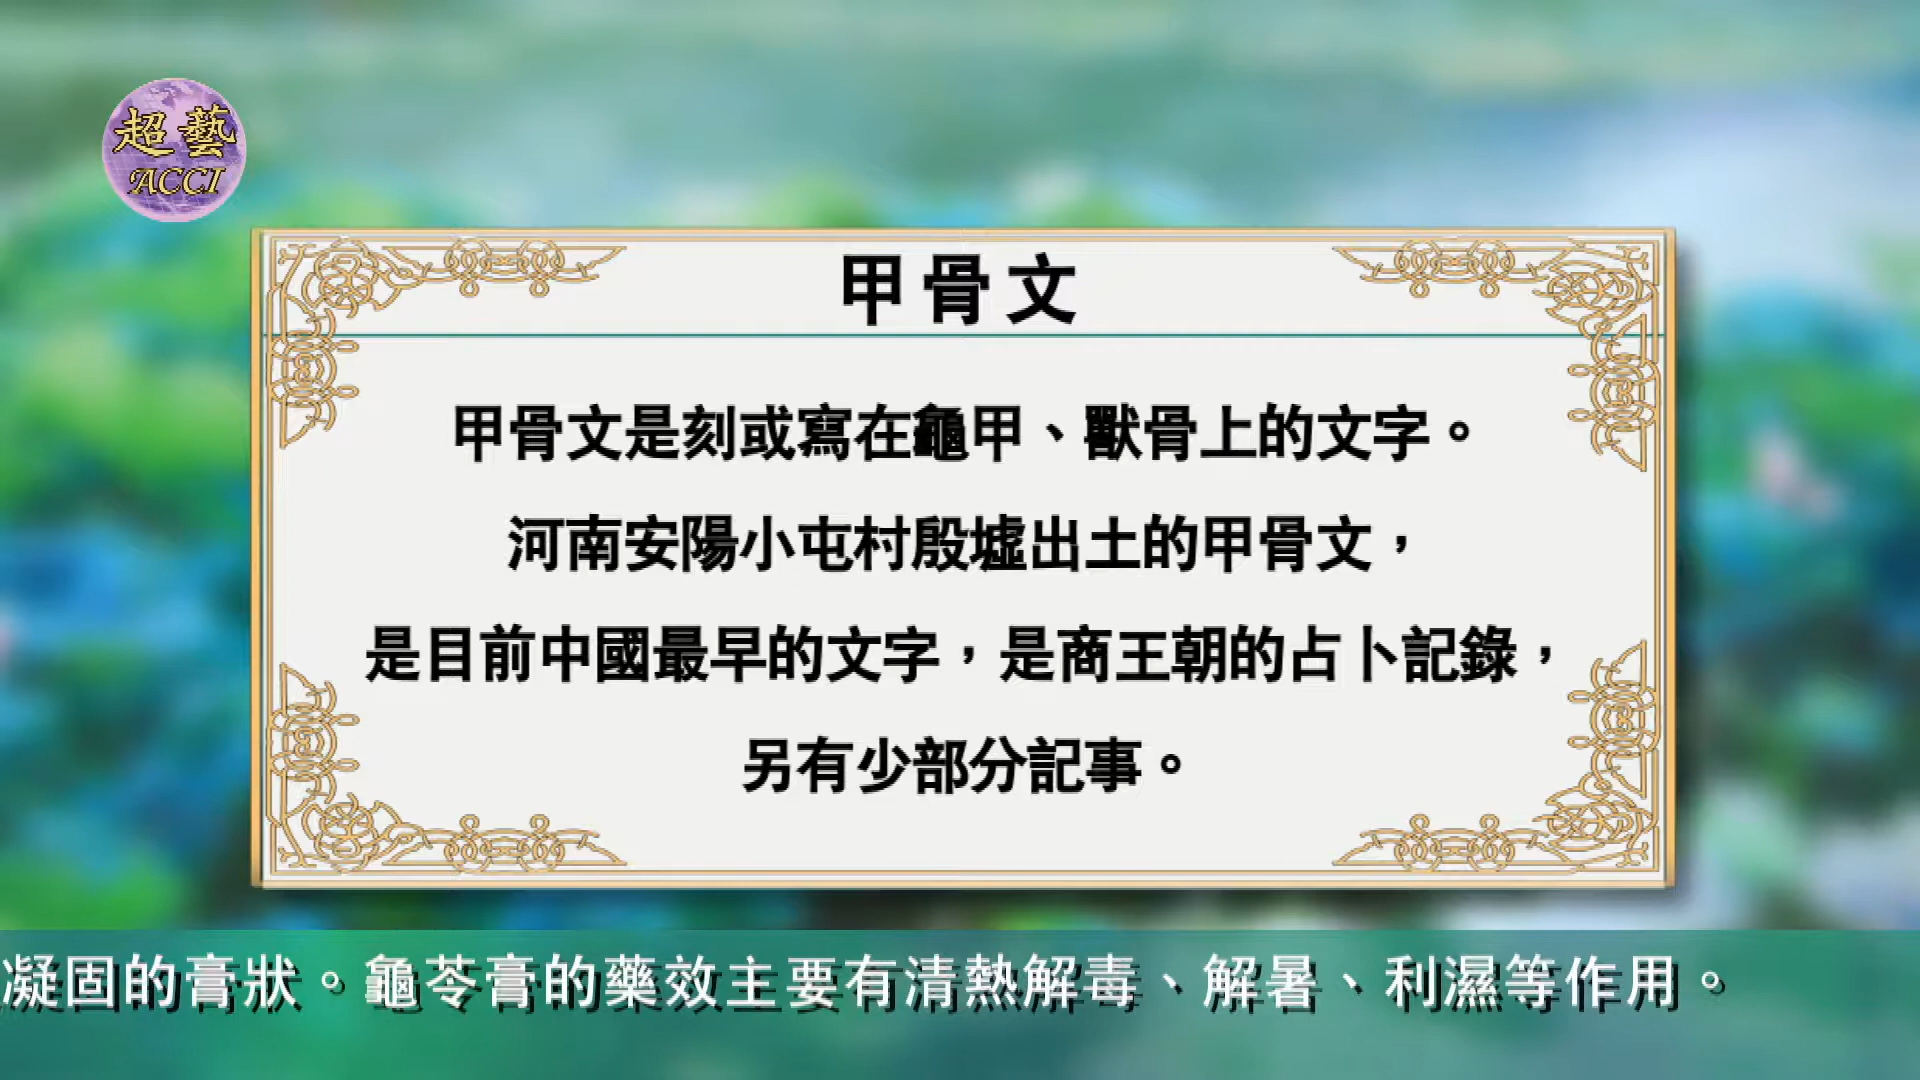 超藝
ACCI
甲骨文
甲骨文是刻或寫在龜甲、獸骨上的文字。
河南安陽小屯村殷墟出土的甲骨文，
是目前中國最早的文字，是商王朝的占卜記錄，
另有少部分記事。
凝固的膏狀。龜苓膏的藥效主要有清熱解毒、解暑、利濕等作用。